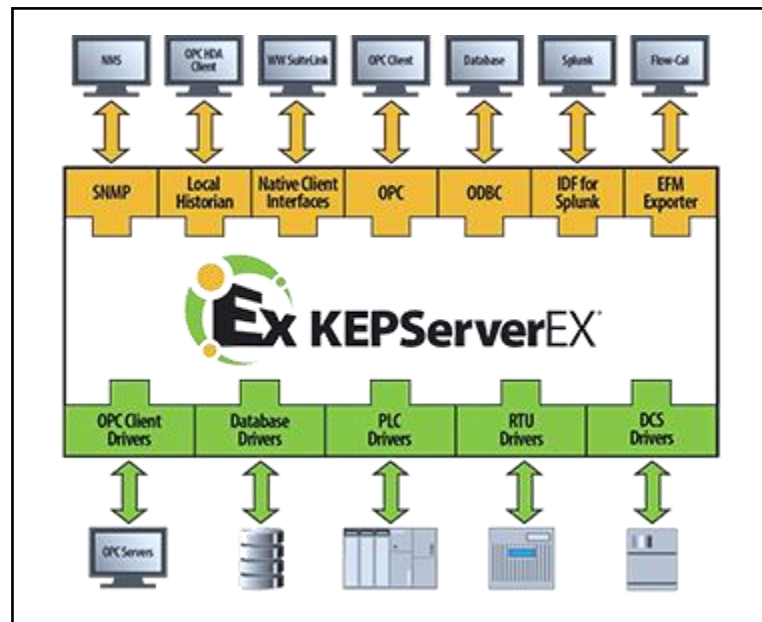 NMS
OPC HDA
Client
WW SuiteLink
OPC Client
Database
Splunk
Flow-Cal
SNMP
Local
Historian
Native Client
Interfaces
OPC
ODBC
IDF for
Splunk
EFM
Exporter
Ex KEPServerEX
OPC Client
Drivers
Database
Drivers
PLC
Drivers
RTU
Drivers
DCS
Drivers
OPC Servers